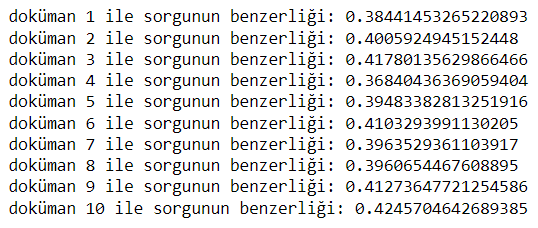 doküman 1 ile sorgunun benzerliği: 0.38441453265220893
doküman 2 ile sorgunun benzerliği: 0.4005924945152448
doküman 3 ile sorgunun benzerliği: 0.41780135629866466
doküman 4 ile sorgunun benzerliği: 0.36840436369059404
doküman 5 ile sorgunun benzerliği: 0.39483382813251916
doküman 6 ile sorgunun benzerliği: 0.4103293991130205
doküman 7 ile sorgunun benzerliği: 0.3963529361103917
doküman 8 ile sorgunun benzerliği: 0.3960654467608895
doküman 9 ile sorgunun benzerliği: 0.41273647721254586
doküman 10 ile sorgunun benzerliği: 0.4245704642689385